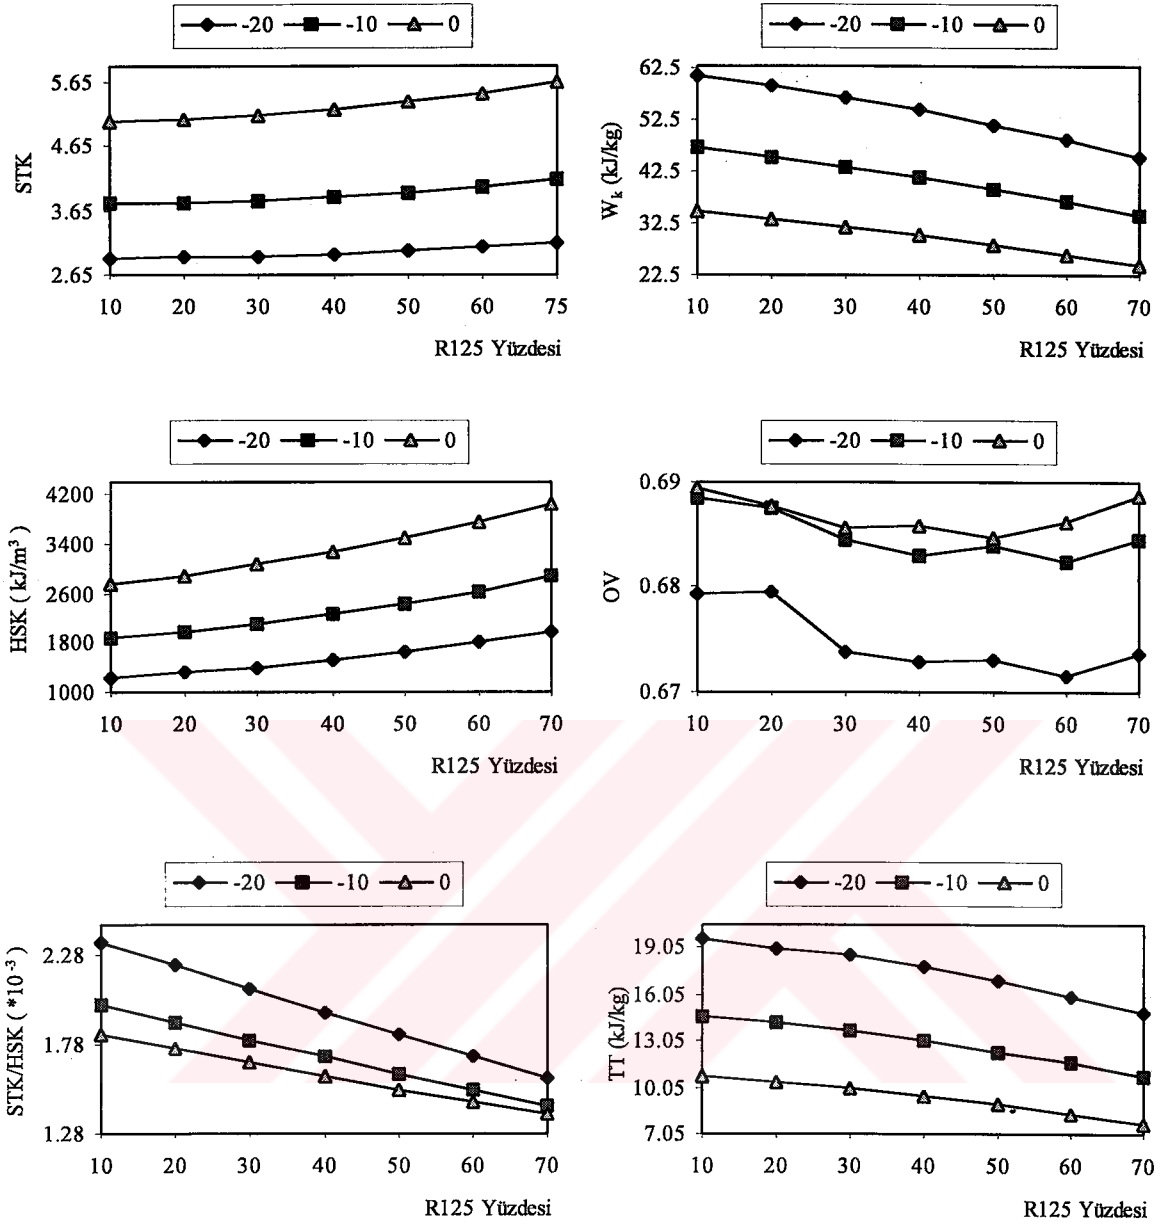 -20 -10 0
STK
5.65
4.65
3.65
2.65
10 20 30 40 50 60 75
R125 Yüzdesi
-20 -10 0
W_k (kJ/kg)
62.5
52.5
42.5
32.5
22.5
10 20 30 40 50 60 70
R125 Yüzdesi
-20 -10 0
HSK ( kJ/m³
4200
3400
2600
1800
1000
10 20 30 40 50 60 70
R125 Yüzdesi
-20 -10 0
OV
0.69
0.68
0.67
10 20 30 40 50 60 70
R125 Yüzdesi
-20 -10 0
STK/HSK ( *10⁻³ )
2.28
1.78
1.28
10 20 30 40 50 60 70
R125 Yüzdesi
-20 -10 0
TT (kJ/kg)
19.05
16.05
13.05
10.05
7.05
10 20 30 40 50 60 70
R125 Yüzdesi